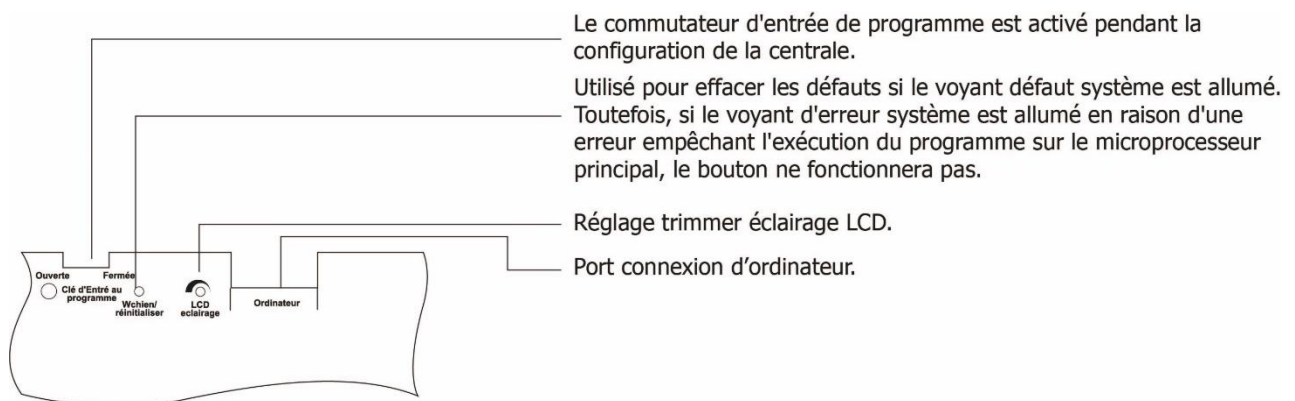 Le commutateur d'entrée de programme est activé pendant la
configuration de la centrale.
Utilisé pour effacer les défauts si le voyant défaut système est allumé.
Toutefois, si le voyant d'erreur système est allumé en raison d'une
erreur empêchant l'exécution du programme sur le microprocesseur
principal, le bouton ne fonctionnera pas.
Réglage trimmer éclairage LCD.
Port connexion d'ordinateur.
Ouverte
Fermée
Clé d'Entré au
programme
Wchien/
réinitialiser
LCD
eclairage
Ordinateur